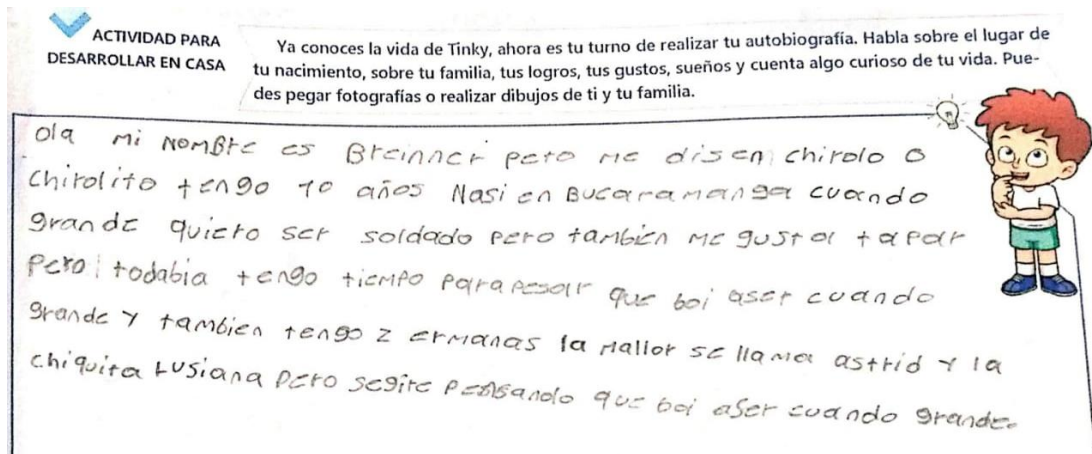 ACTIVIDAD PARA
DESARROLLAR EN CASA
Ya conoces la vida de Tinky, ahora es tu turno de realizar tu autobiografía. Habla sobre el lugar de
tu nacimiento, sobre tu familia, tus logros, tus gustos, sueños y cuenta algo curioso de tu vida. Pue-
des pegar fotografías o realizar dibujos de ti y tu familia.
ola mi nomBre es Breinner pero me disen chirolo o
chirolito tengo 10 años Nasi en Bucaramanga cuando
grande quiero ser soldado pero tambien me gusta tapar
pero todabia tengo tiempo para pesar que boi aser cuando
grande y tambien tengo 2 ermanas la mallor se llama astrid y la
chiquita Lusiana pero segire pensando que boi aser cuando grande.